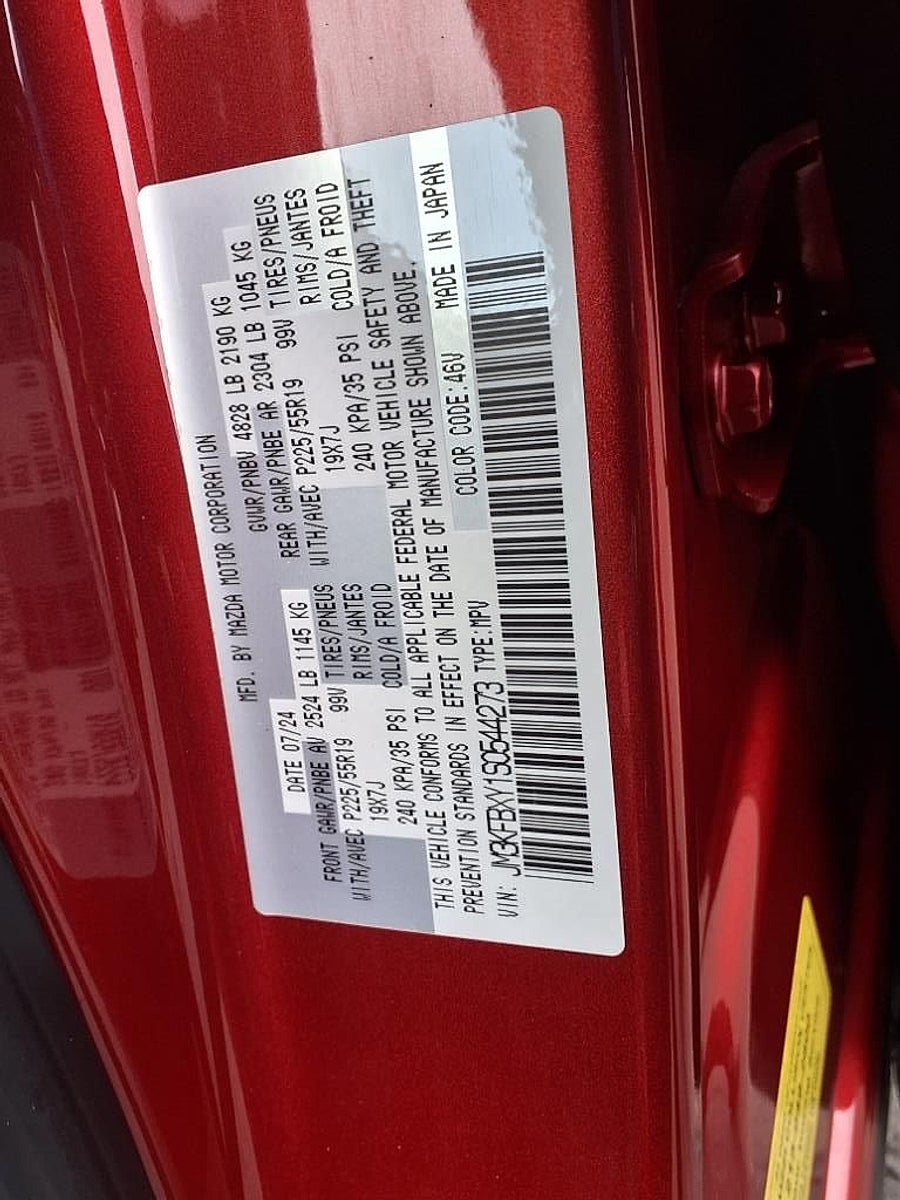 MFD. BY MAZDA MOTOR CORPORATION
DATE 07/24 GVWR/PNBV 4828 LB 2190 KG
FRONT GAWR/PNBE AV 2524 LB 1145 KG REAR GAWR/PNBE AR 2304 LB 1045 KG
WITH/AVEC P225/55R19 99V TIRES/PNEUS WITH/AVEC P225/55R19 99V TIRES/PNEUS
19X7J RIMS/JANTES 19X7J RIMS/JANTES
240 KPA/35 PSI COLD/A FROID 240 KPA/35 PSI COLD/A FROID
THIS VEHICLE CONFORMS TO ALL APPLICABLE FEDERAL MOTOR VEHICLE SAFETY AND THEFT
PREVENTION STANDARDS IN EFFECT ON THE DATE OF MANUFACTURE SHOWN ABOVE.
VIN: JM3KFBXY1S0544273 TYPE:MPV COLOR CODE:46V MADE IN JAPAN